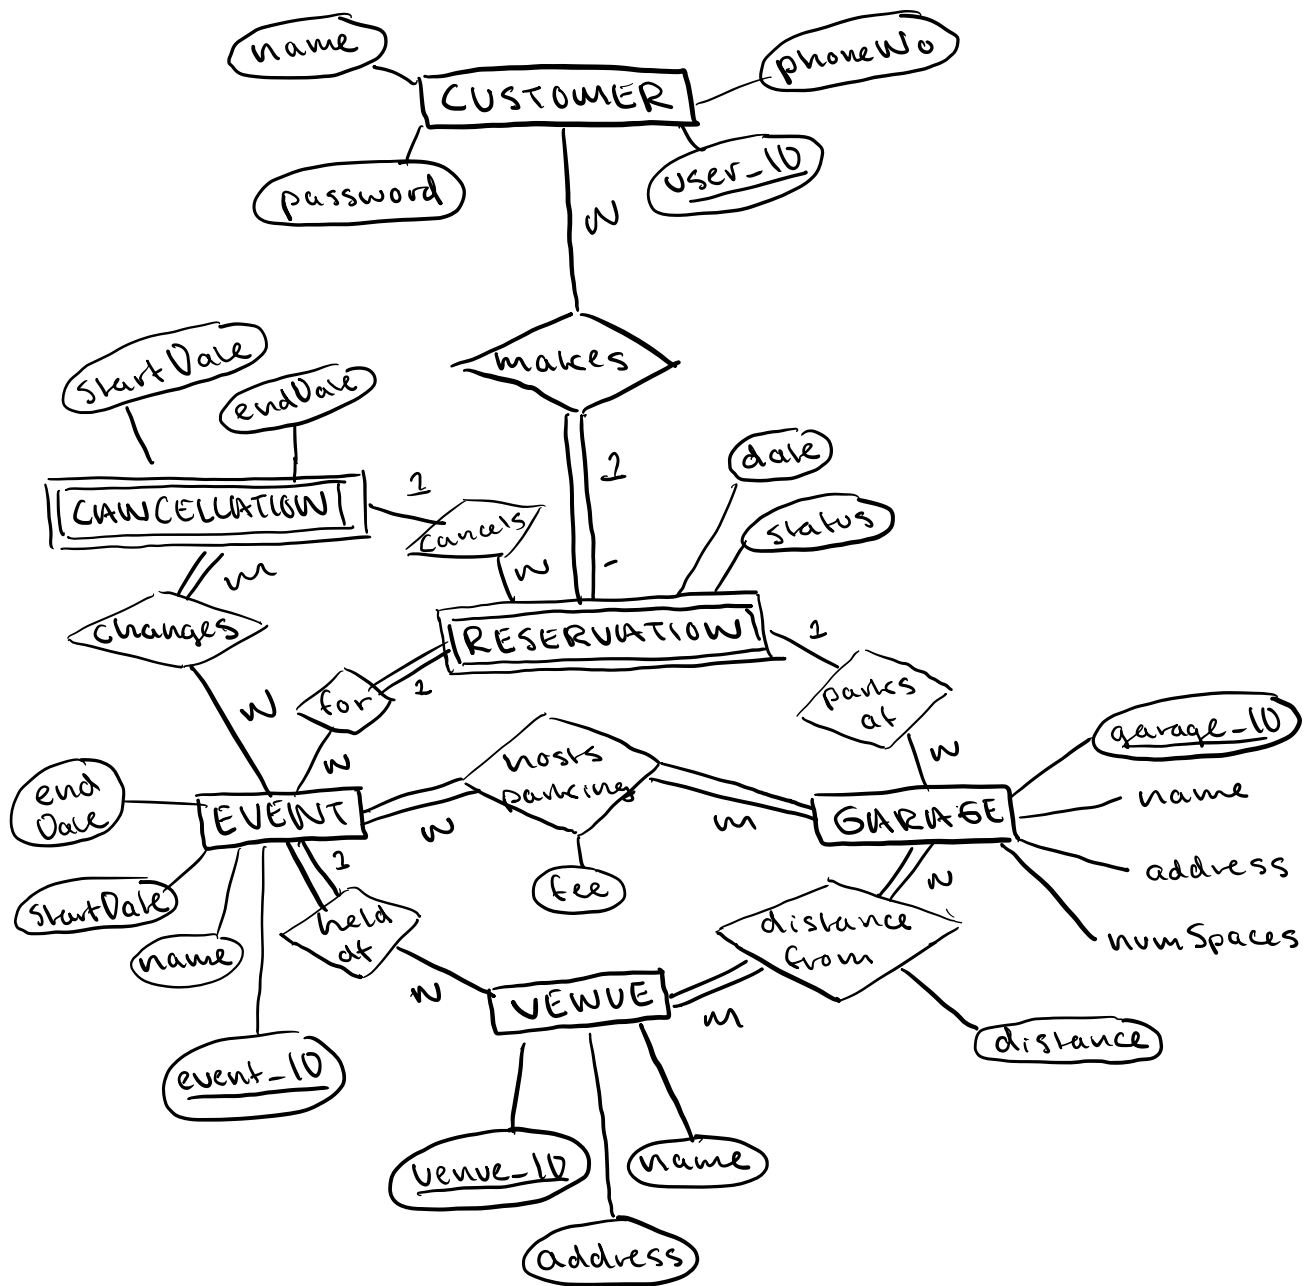 name
phoneNo
CUSTOMER
password
user_ID
N
makes
startDate
endDate
1
date
CANCELLATION
1
cancels
status
M
N
changes
RESERVATION
1
for
1
parks
at
N
N
N
garage_ID
end
Date
hosts
parking
name
EVENT
N
M
GARAGE
1
fee
N
address
startDate
held
at
distance
from
numSpaces
name
N
VENUE
M
distance
event_ID
venue_ID
name
address